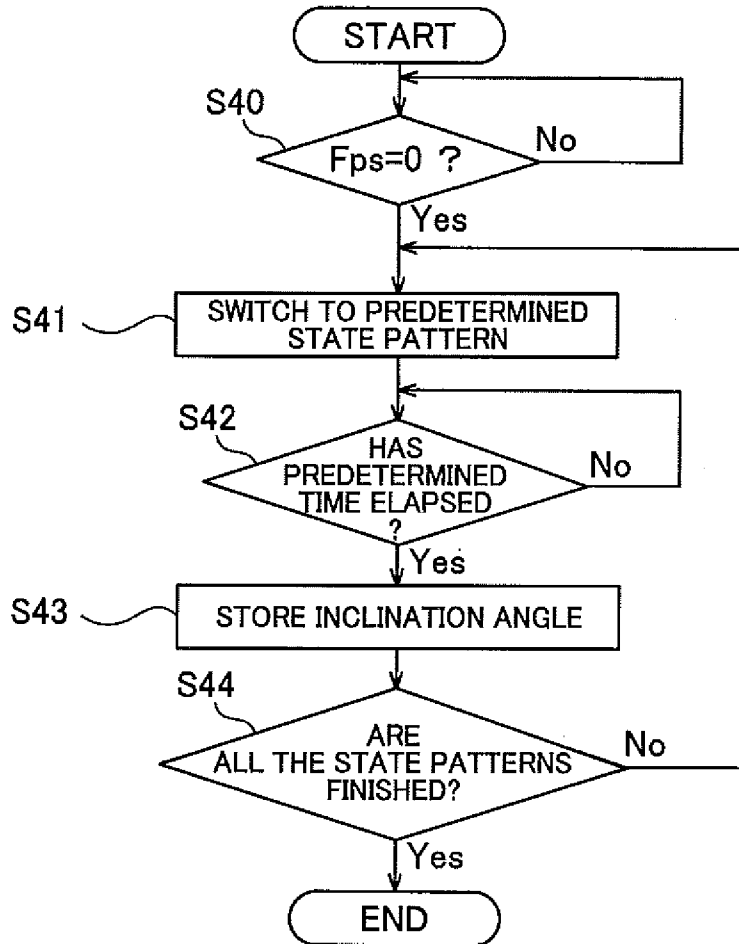 START
S40
Fps=0 ?
No
Yes
S41
SWITCH TO PREDETERMINED
STATE PATTERN
S42
HAS
PREDETERMINED
TIME ELAPSED
?
No
Yes
S43
STORE INCLINATION ANGLE
S44
ARE
ALL THE STATE PATTERNS
FINISHED?
No
Yes
END